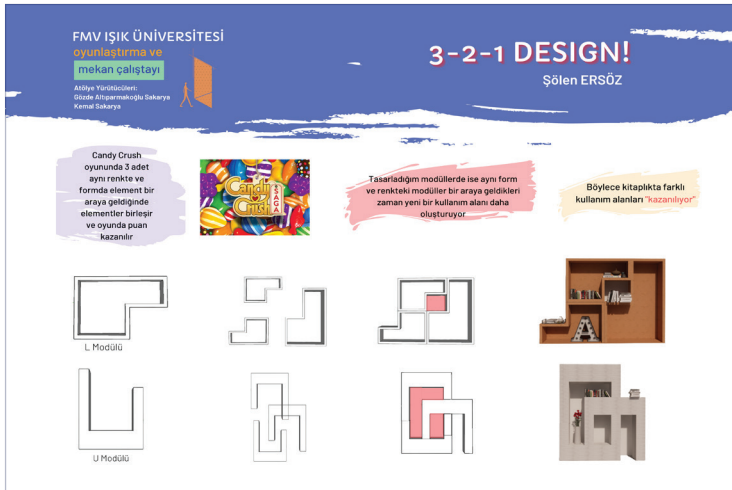 FMV IŞIK ÜNİVERSİTESİ
oyunlaştırma ve
mekan çalıştayı
Atölye Yürütücüleri:
Gözde Altıparmakoğlu Sakarya
Kemal Sakarya
3-2-1 DESIGN!
Şölen ERSÖZ
Candy Crush
oyununda 3 adet
aynı renkte ve
formda element bir
araya geldiğinde
elementler birleşir
ve oyunda puan
kazanılır
Candy
Crush
SAGA
Tasarladığım modüllerde ise aynı form
ve renkteki modüller bir araya geldikleri
zaman yeni bir kullanım alanı daha
oluşturuyor
Böylece kitaplıkta farklı
kullanım alanları "kazanılıyor"
L Modülü
A
U Modülü